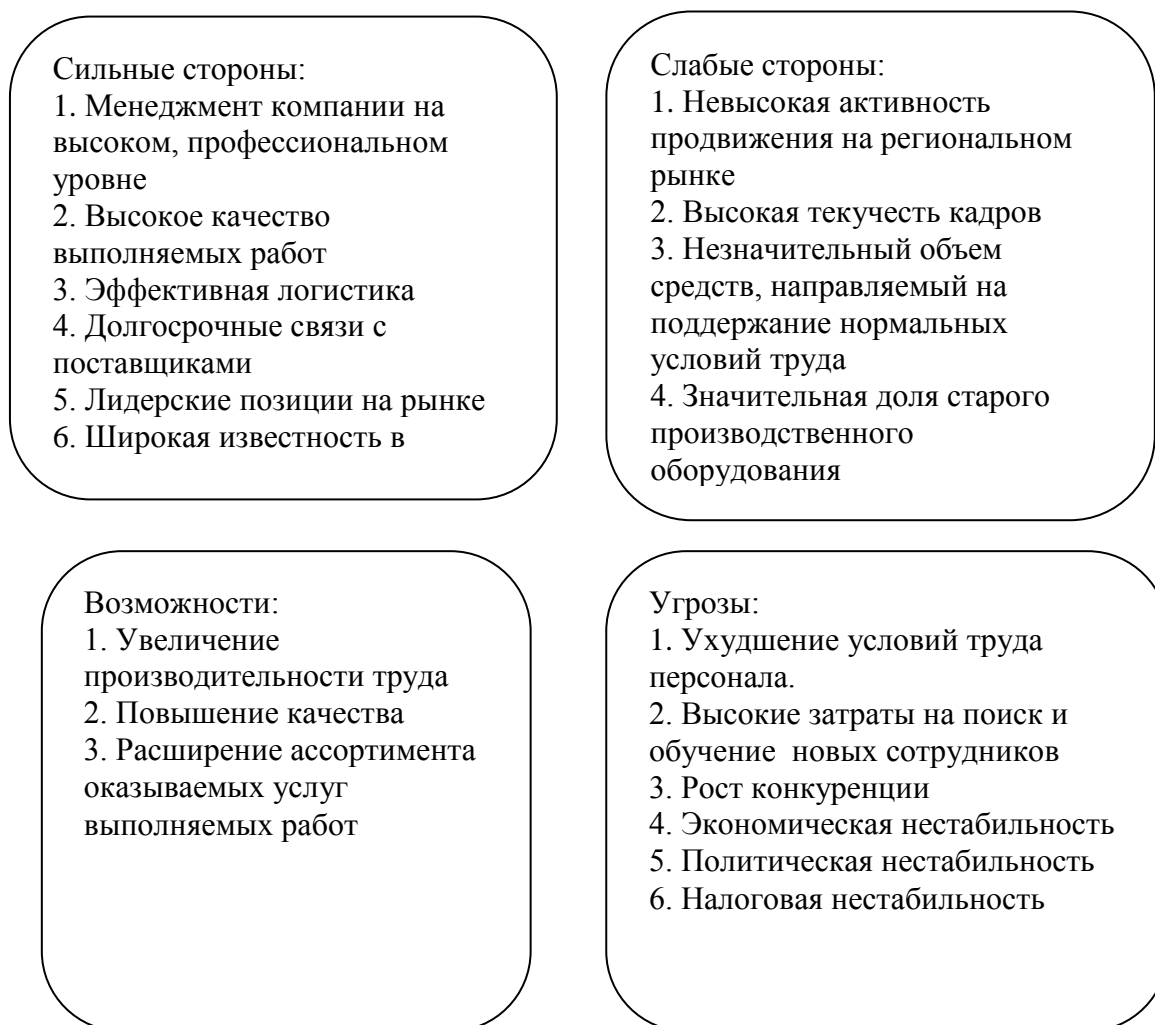 Сильные стороны:
1. Менеджмент компании на
высоком, профессиональном
уровне
2. Высокое качество
выполняемых работ
3. Эффективная логистика
4. Долгосрочные связи с
поставщиками
5. Лидерские позиции на рынке
6. Широкая известность в
Слабые стороны:
1. Невысокая активность
продвижения на региональном
рынке
2. Высокая текучесть кадров
3. Незначительный объем
средств, направляемый на
поддержание нормальных
условий труда
4. Значительная доля старого
производственного
оборудования
Возможности:
1. Увеличение
производительности труда
2. Повышение качества
3. Расширение ассортимента
оказываемых услуг
выполняемых работ
Угрозы:
1. Ухудшение условий труда
персонала.
2. Высокие затраты на поиск и
обучение  новых сотрудников
3. Рост конкуренции
4. Экономическая нестабильность
5. Политическая нестабильность
6. Налоговая нестабильность